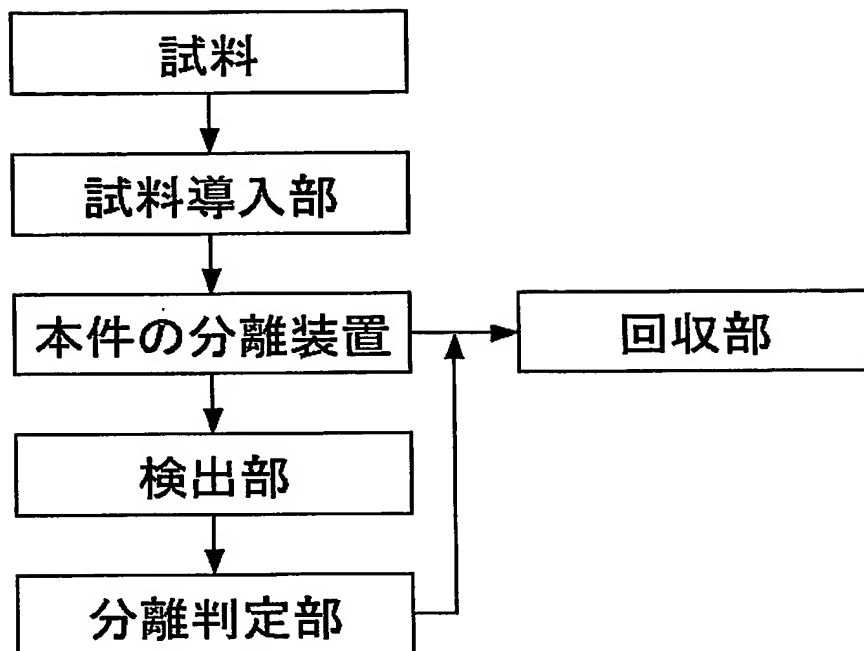 試料
試料導入部
本件の分離装置
回収部
検出部
分離判定部